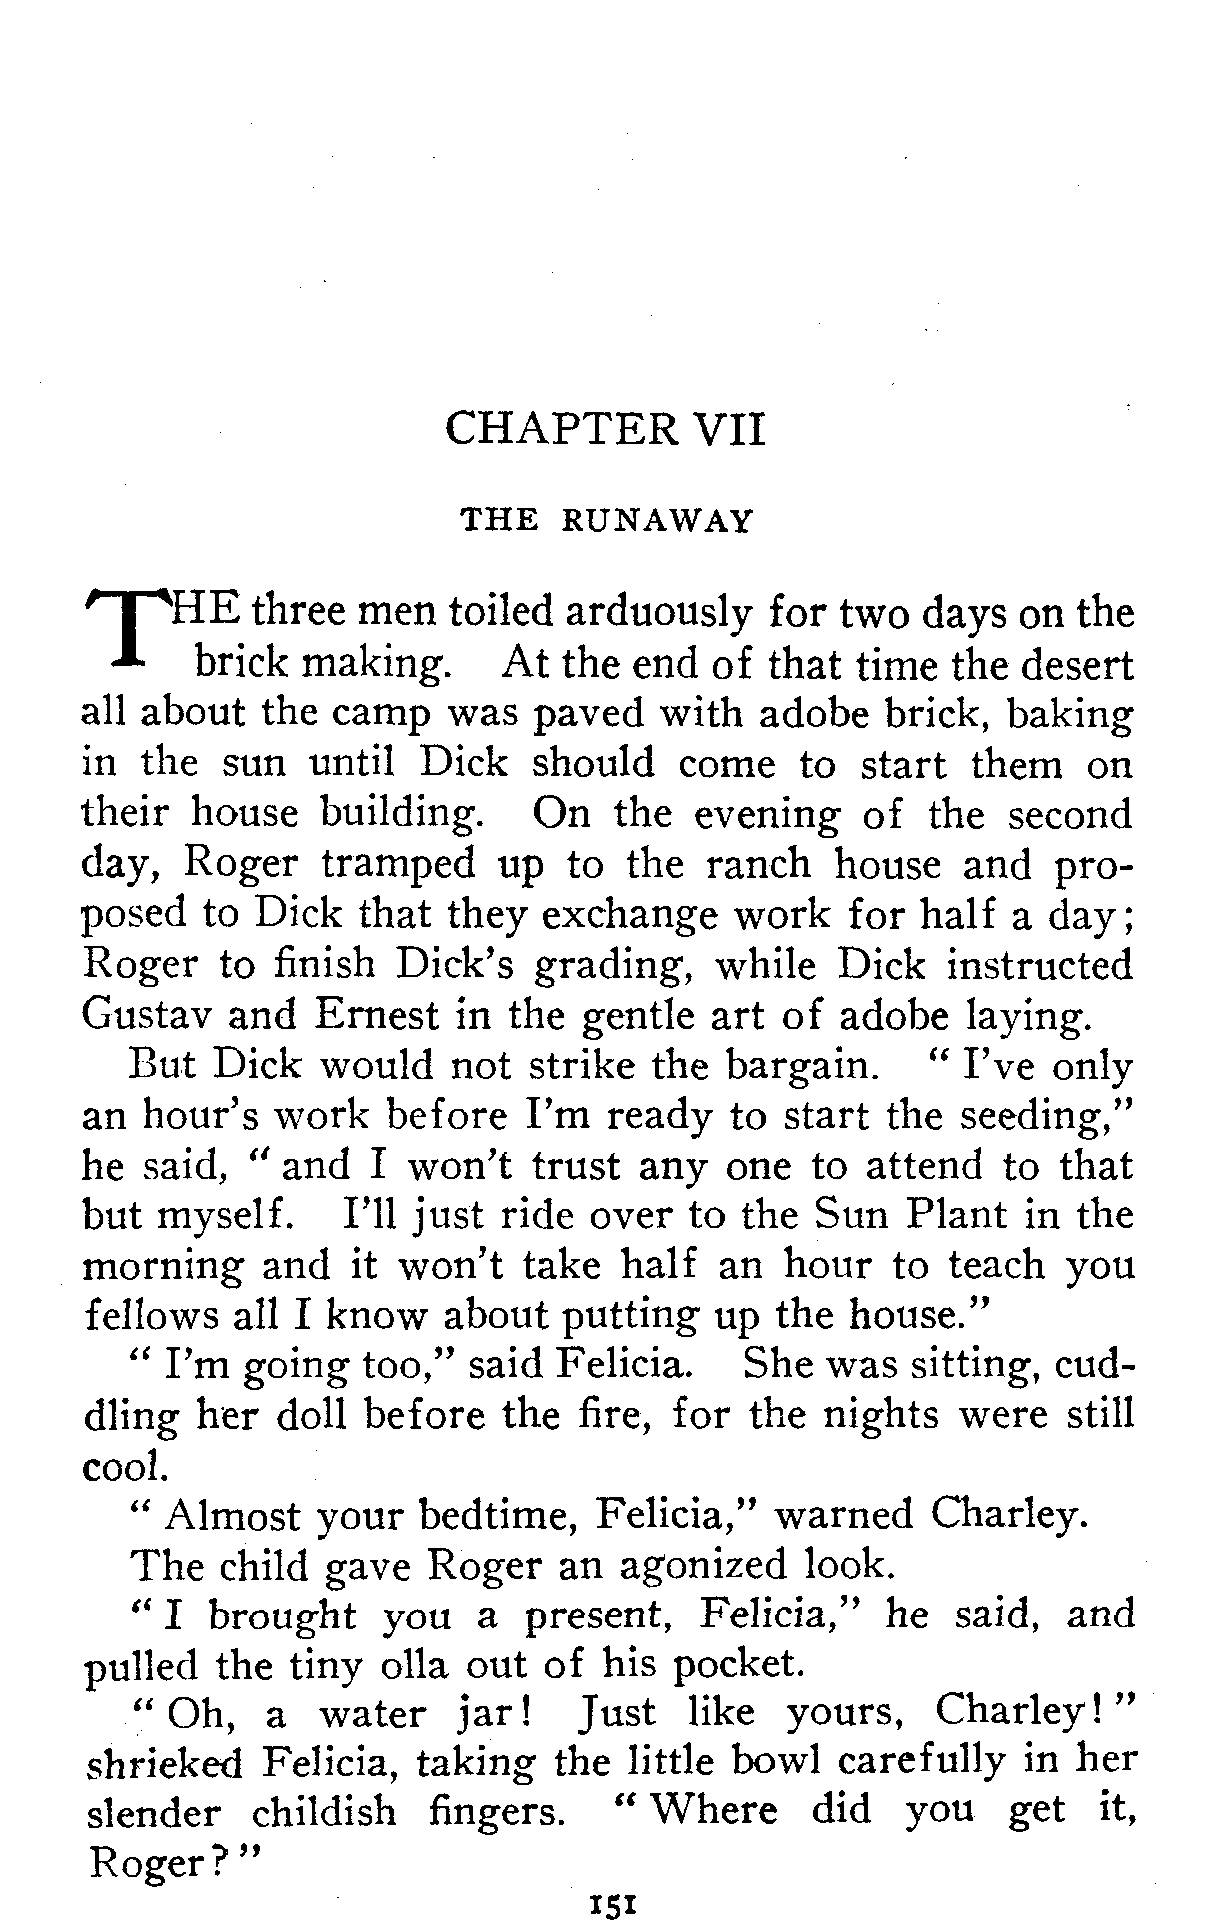 CHAPTER VII
THE RUNAWAY
THE three men toiled arduously for two days on the
brick making. At the end of that time the desert
all about the camp was paved with adobe brick, baking
in the sun until Dick should come to start them on
their house building. On the evening of the second
day, Roger tramped up to the ranch house and pro-
posed to Dick that they exchange work for half a day;
Roger to finish Dick's grading, while Dick instructed
Gustav and Ernest in the gentle art of adobe laying.
But Dick would not strike the bargain. "I've only
an hour's work before I'm ready to start the seeding,"
he said, "and I won't trust any one to attend to that
but myself. I'll just ride over to the Sun Plant in the
morning and it won't take half an hour to teach you
fellows all I know about putting up the house."
"I'm going too," said Felicia. She was sitting, cud-
dling her doll before the fire, for the nights were still
cool.
"Almost your bedtime, Felicia," warned Charley.
The child gave Roger an agonized look.
"I brought you a present, Felicia," he said, and
pulled the tiny olla out of his pocket.
"Oh, a water jar! Just like yours, Charley!"
shrieked Felicia, taking the little bowl carefully in her
slender childish fingers. "Where did you get it,
Roger?"
151